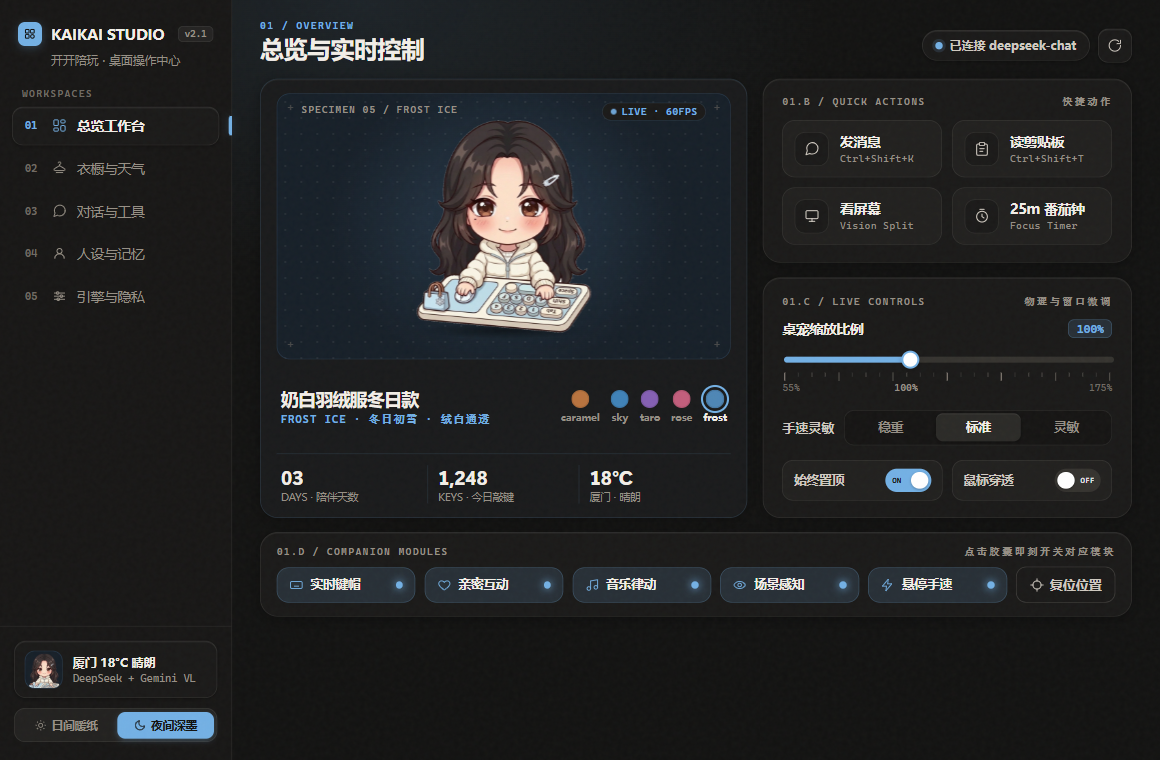 KAIKAI STUDIO v2.1
开开陪玩 · 桌面操作中心
WORKSPACES
01 总览工作台
02 衣橱与天气
03 对话与工具
04 人设与记忆
05 引擎与隐私
厦门 18°C 晴朗
DeepSeek + Gemini VL
日间暖纸
夜间深墨
01 / OVERVIEW
总览与实时控制
已连接 deepseek-chat
SPECIMEN 05 / FROST ICE
LIVE · 60FPS
奶白羽绒服冬日款
FROST ICE · 冬日初雪 · 绒白通透
caramel
sky
taro
rose
frost
03
DAYS · 陪伴天数
1,248
KEYS · 今日敲键
18°C
厦门 · 晴朗
01.B / QUICK ACTIONS
快捷动作
发消息
Ctrl+Shift+K
读剪贴板
Ctrl+Shift+T
看屏幕
Vision Split
25m 番茄钟
Focus Timer
01.C / LIVE CONTROLS
物理与窗口微调
桌宠缩放比例
100%
55%
100%
175%
手速灵敏
稳重
标准
灵敏
始终置顶
ON
鼠标穿透
OFF
01.D / COMPANION MODULES
点击胶囊即刻开关对应模块
实时键帽
亲密互动
音乐律动
场景感知
悬停手速
复位位置